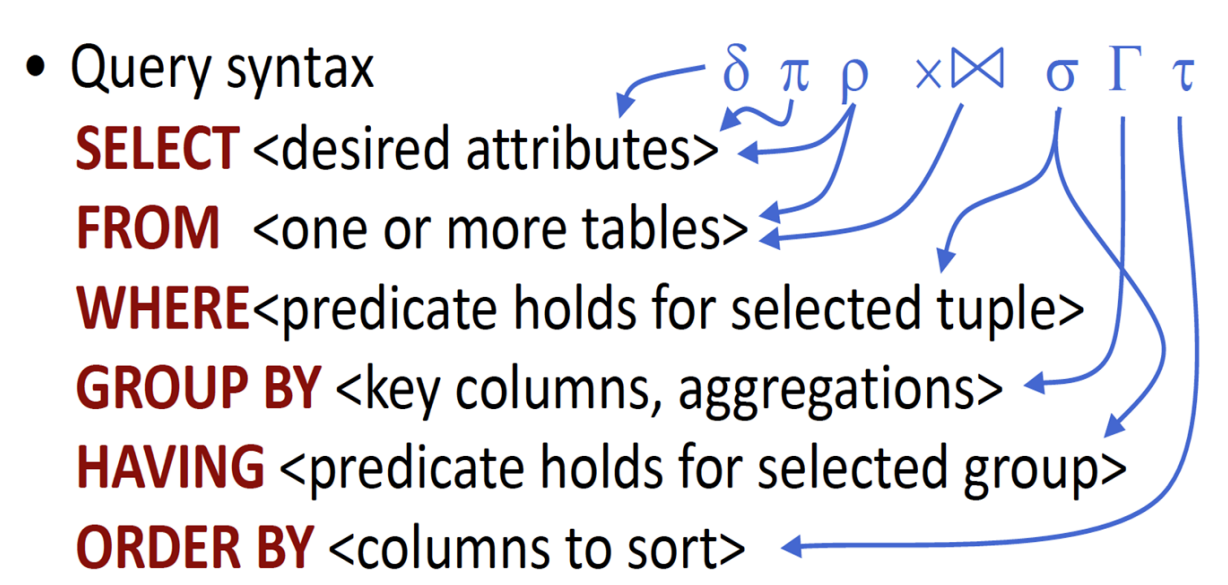 • Query syntax δ π ρ ×⋈ σ Γ τ
SELECT <desired attributes>
FROM <one or more tables>
WHERE<predicate holds for selected tuple>
GROUP BY <key columns, aggregations>
HAVING <predicate holds for selected group>
ORDER BY <columns to sort>